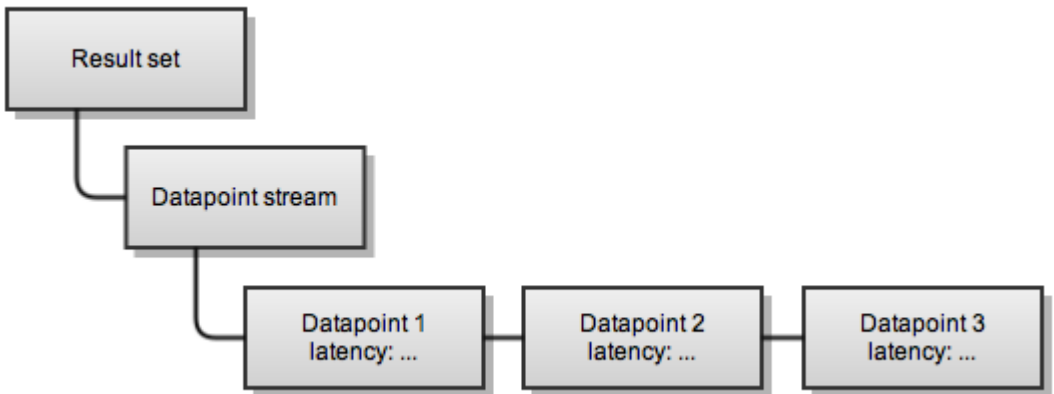 Result set
Datapoint stream
Datapoint 1
latency: ...
Datapoint 2
latency: ...
Datapoint 3
latency: ...